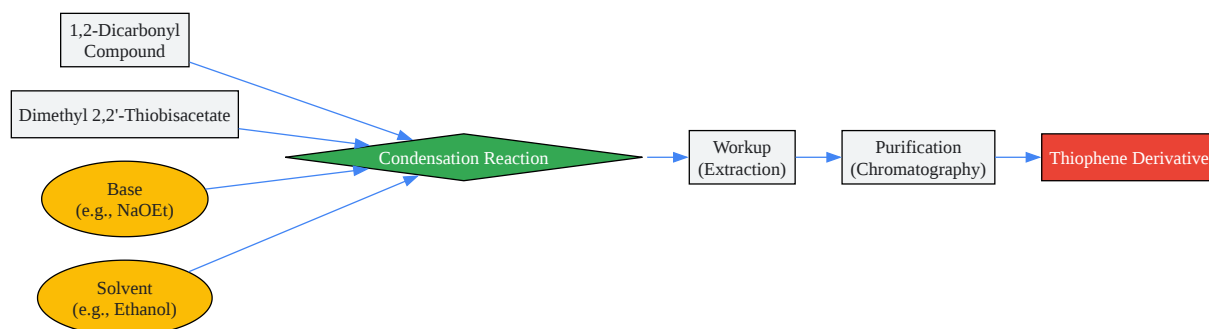 1,2-Dicarbonyl
Compound
Dimethyl 2,2'-Thiobisacetate
Base
(e.g., NaOEt)
Solvent
(e.g., Ethanol)
Condensation Reaction
Workup
(Extraction)
Purification
(Chromatography)
Thiophene Derivative